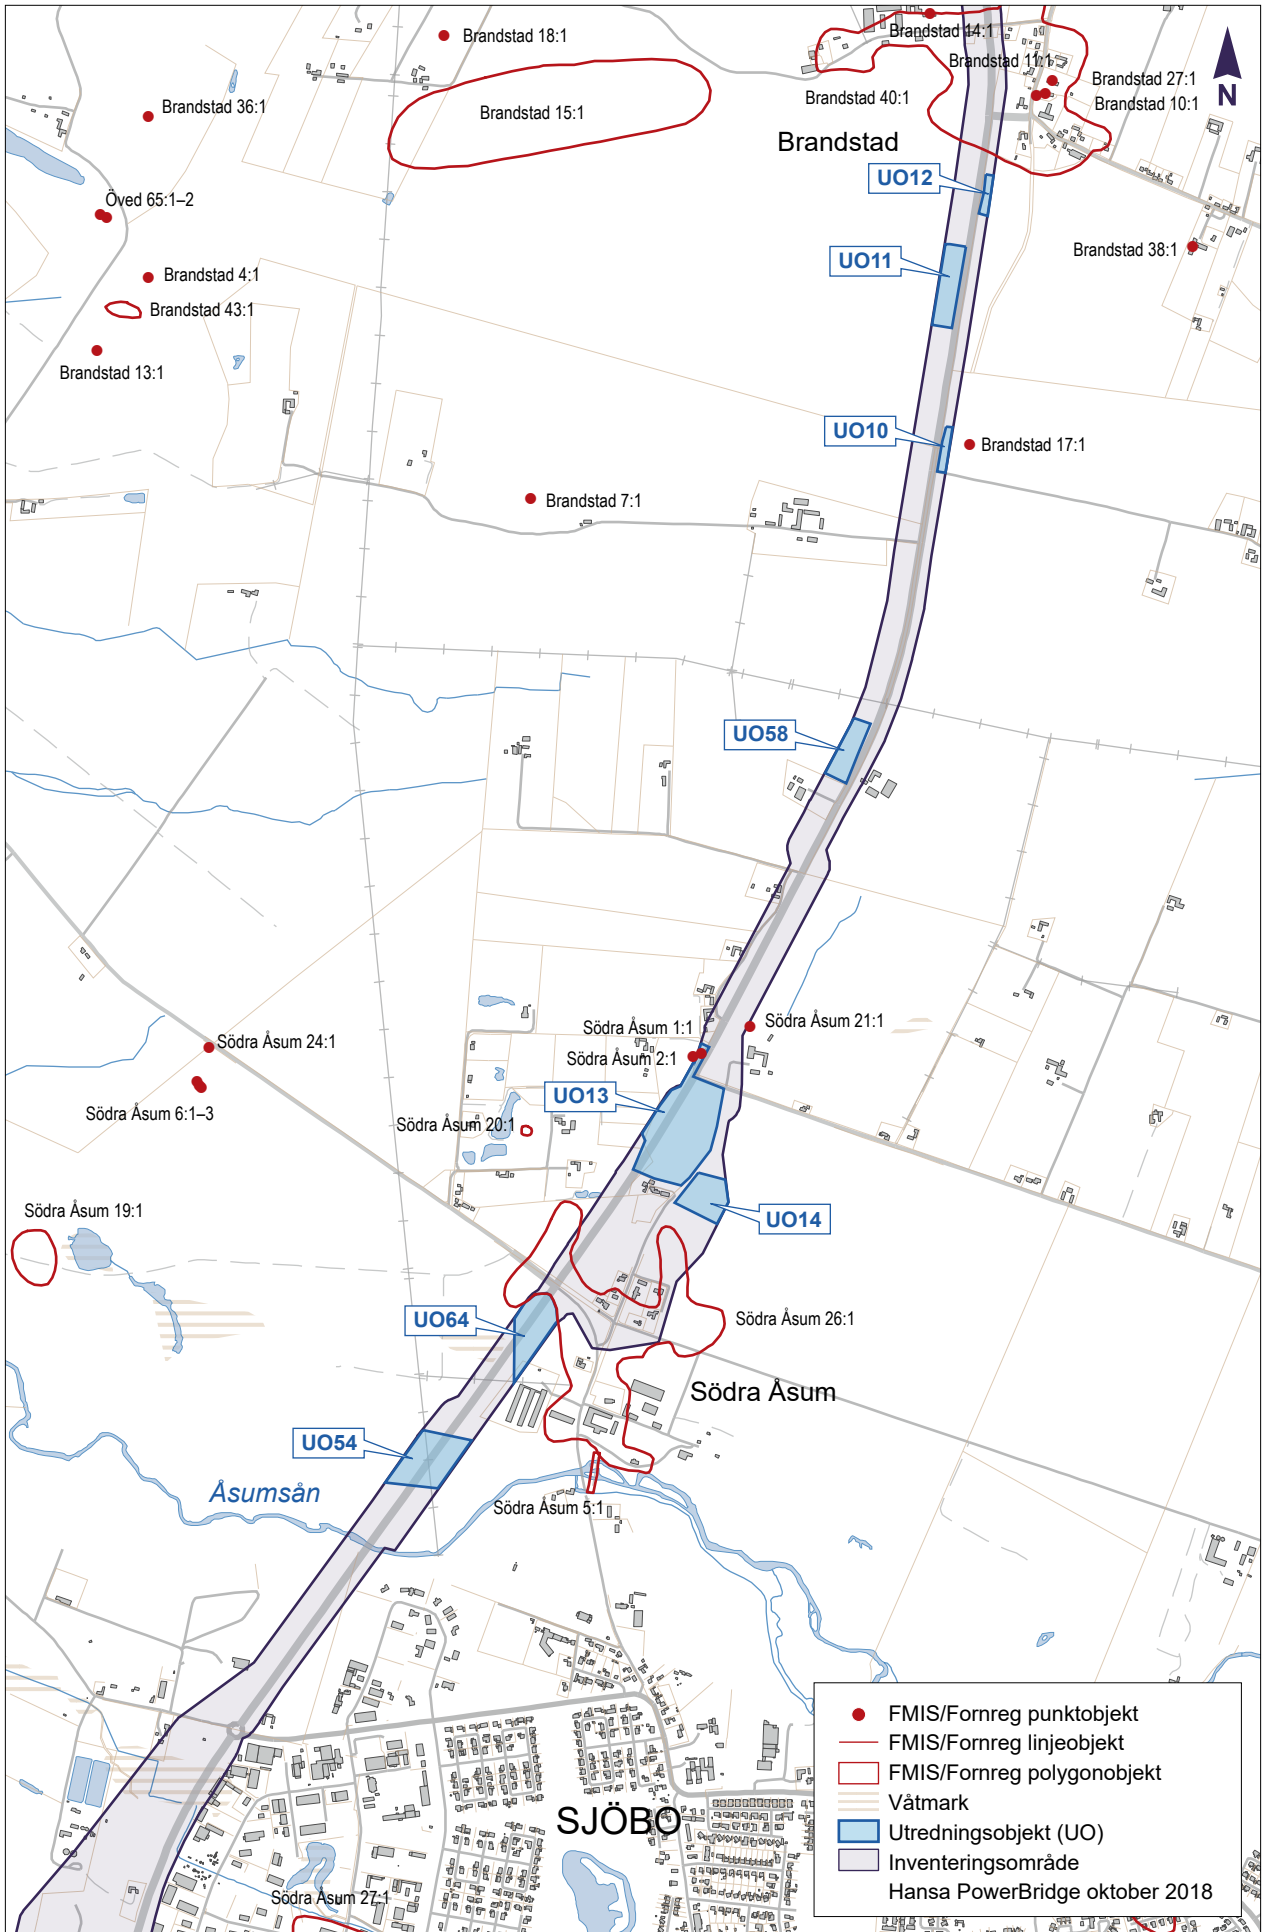 Brandstad 18:1
Brandstad 14:1
Brandstad 11:1
Brandstad 27:1
Brandstad 10:1
Brandstad 40:1
N
Brandstad 36:1
Brandstad 15:1
Brandstad
UO12
Öved 65:1–2
Brandstad 38:1
UO11
Brandstad 4:1
Brandstad 43:1
Brandstad 13:1
UO10
Brandstad 17:1
Brandstad 7:1
UO58
Södra Åsum 1:1
Södra Åsum 21:1
Södra Åsum 24:1
Södra Åsum 2:1
UO13
Södra Åsum 6:1–3
Södra Åsum 20:1
Södra Åsum 19:1
UO14
UO64
Södra Åsum 26:1
Södra Åsum
UO54
Åsumsån
Södra Åsum 5:1
SJÖBO
Södra Åsum 27:1
FMIS/Fornreg punktobjekt
FMIS/Fornreg linjeobjekt
FMIS/Fornreg polygonobjekt
Våtmark
Utredningsobjekt (UO)
Inventeringsområde
Hansa PowerBridge oktober 2018